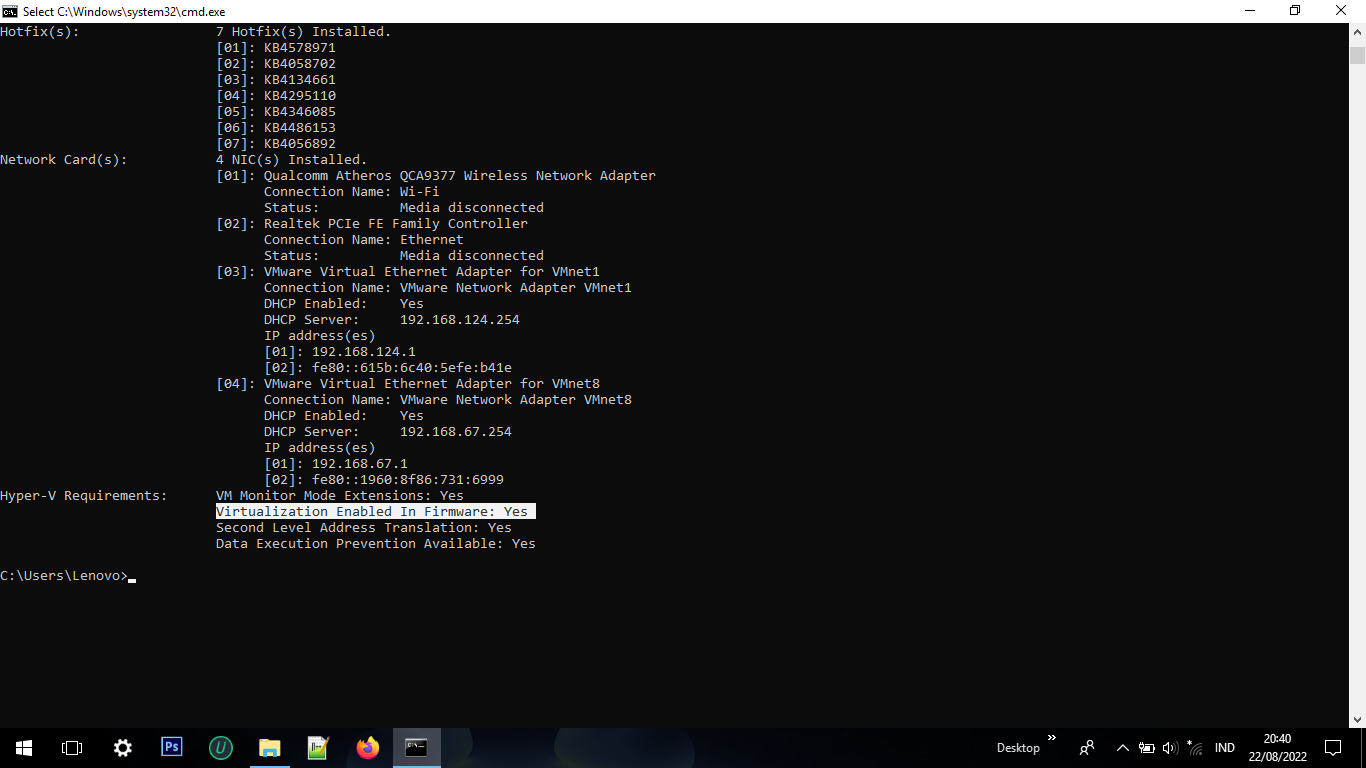 Select C:\Windows\system32\cmd.exe
Hotfix(s): 7 Hotfix(s) Installed.
[01]: KB4578971
[02]: KB4058702
[03]: KB4134661
[04]: KB4295110
[05]: KB4346085
[06]: KB4486153
[07]: KB4056892
Network Card(s): 4 NIC(s) Installed.
[01]: Qualcomm Atheros QCA9377 Wireless Network Adapter
Connection Name: Wi-Fi
Status: Media disconnected
[02]: Realtek PCIe FE Family Controller
Connection Name: Ethernet
Status: Media disconnected
[03]: VMware Virtual Ethernet Adapter for VMnet1
Connection Name: VMware Network Adapter VMnet1
DHCP Enabled: Yes
DHCP Server: 192.168.124.254
IP address(es)
[01]: 192.168.124.1
[02]: fe80::615b:6c40:5efe:b41e
[04]: VMware Virtual Ethernet Adapter for VMnet8
Connection Name: VMware Network Adapter VMnet8
DHCP Enabled: Yes
DHCP Server: 192.168.67.254
IP address(es)
[01]: 192.168.67.1
[02]: fe80::1960:8f86:731:6999
Hyper-V Requirements: VM Monitor Mode Extensions: Yes
Virtualization Enabled In Firmware: Yes
Second Level Address Translation: Yes
Data Execution Prevention Available: Yes
C:\Users\Lenovo>
Ps
U
Desktop
IND
20:40
22/08/2022